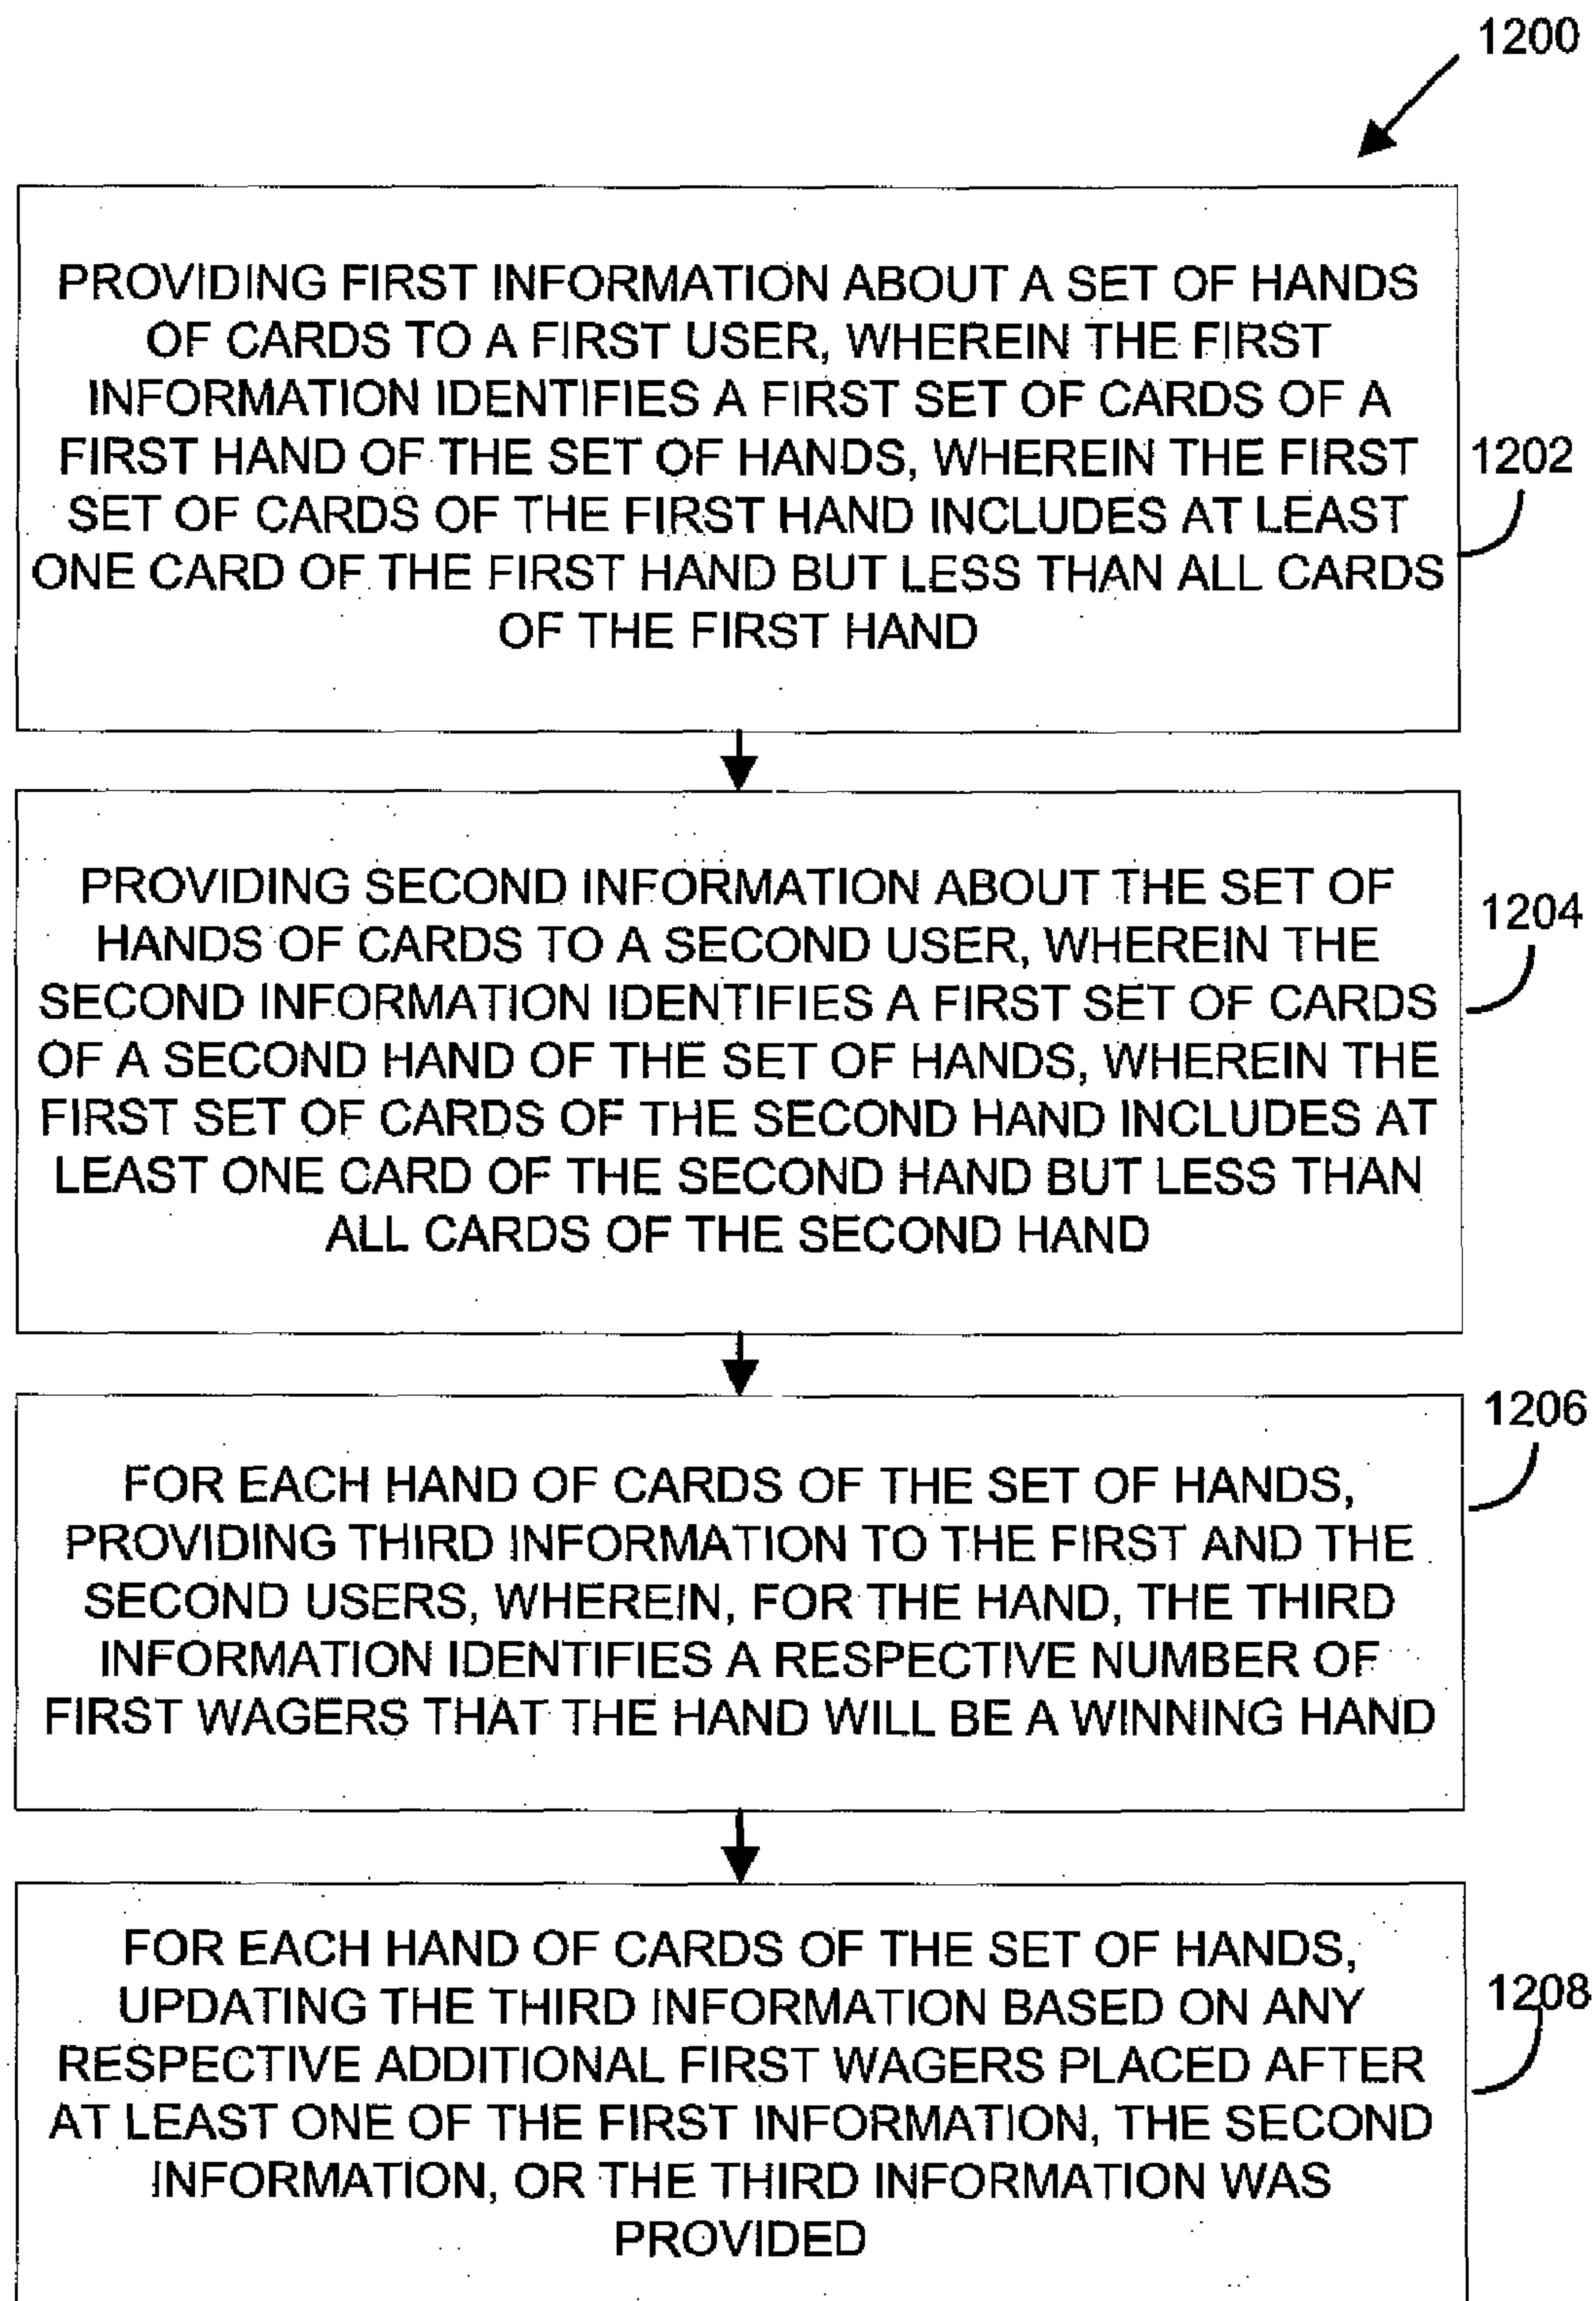 1200
PROVIDING FIRST INFORMATION ABOUT A SET OF HANDS
OF CARDS TO A FIRST USER, WHEREIN THE FIRST
INFORMATION IDENTIFIES A FIRST SET OF CARDS OF A
FIRST HAND OF THE SET OF HANDS, WHEREIN THE FIRST
SET OF CARDS OF THE FIRST HAND INCLUDES AT LEAST
ONE CARD OF THE FIRST HAND BUT LESS THAN ALL CARDS
OF THE FIRST HAND
1202
PROVIDING SECOND INFORMATION ABOUT THE SET OF
HANDS OF CARDS TO A SECOND USER, WHEREIN THE
SECOND INFORMATION IDENTIFIES A FIRST SET OF CARDS
OF A SECOND HAND OF THE SET OF HANDS, WHEREIN THE
FIRST SET OF CARDS OF THE SECOND HAND INCLUDES AT
LEAST ONE CARD OF THE SECOND HAND BUT LESS THAN
ALL CARDS OF THE SECOND HAND
1204
FOR EACH HAND OF CARDS OF THE SET OF HANDS,
PROVIDING THIRD INFORMATION TO THE FIRST AND THE
SECOND USERS, WHEREIN, FOR THE HAND, THE THIRD
INFORMATION IDENTIFIES A RESPECTIVE NUMBER OF
FIRST WAGERS THAT THE HAND WILL BE A WINNING HAND
1206
FOR EACH HAND OF CARDS OF THE SET OF HANDS,
UPDATING THE THIRD INFORMATION BASED ON ANY
RESPECTIVE ADDITIONAL FIRST WAGERS PLACED AFTER
AT LEAST ONE OF THE FIRST INFORMATION, THE SECOND
INFORMATION, OR THE THIRD INFORMATION WAS
PROVIDED
1208